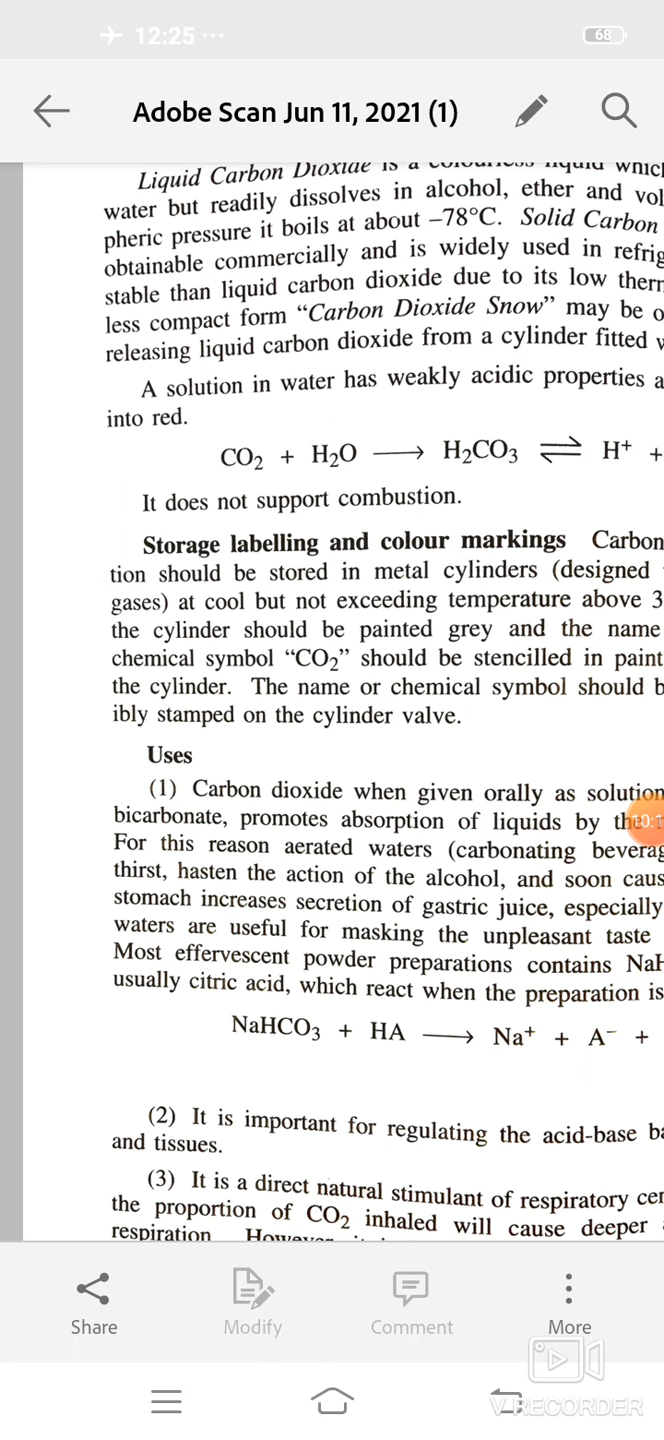 12:25 ...
68
Adobe Scan Jun 11, 2021 (1)
Liquid Carbon Dioxide is a colourless liquid which
water but readily dissolves in alcohol, ether and vol
pheric pressure it boils at about –78°C. Solid Carbon
obtainable commercially and is widely used in refrig
stable than liquid carbon dioxide due to its low therm
less compact form “Carbon Dioxide Snow” may be o
releasing liquid carbon dioxide from a cylinder fitted
A solution in water has weakly acidic properties a
into red.
CO₂ + H₂O ⟶ H₂CO₃ ⇌ H⁺ +
It does not support combustion.
Storage labelling and colour markings Carbon
tion should be stored in metal cylinders (designed
gases) at cool but not exceeding temperature above 3
the cylinder should be painted grey and the name
chemical symbol “CO₂” should be stencilled in paint
the cylinder. The name or chemical symbol should b
ibly stamped on the cylinder valve.
Uses
(1) Carbon dioxide when given orally as solution
bicarbonate, promotes absorption of liquids by the
10:1
For this reason aerated waters (carbonating beverag
thirst, hasten the action of the alcohol, and soon caus
stomach increases secretion of gastric juice, especially
waters are useful for masking the unpleasant taste
Most effervescent powder preparations contains NaH
usually citric acid, which react when the preparation is
NaHCO₃ + HA ⟶ Na⁺ + A⁻ +
(2) It is important for regulating the acid-base ba
and tissues.
(3) It is a direct natural stimulant of respiratory cen
the proportion of CO₂ inhaled will cause deeper
respiration. However
Share
Modify
Comment
More
V RECORDER